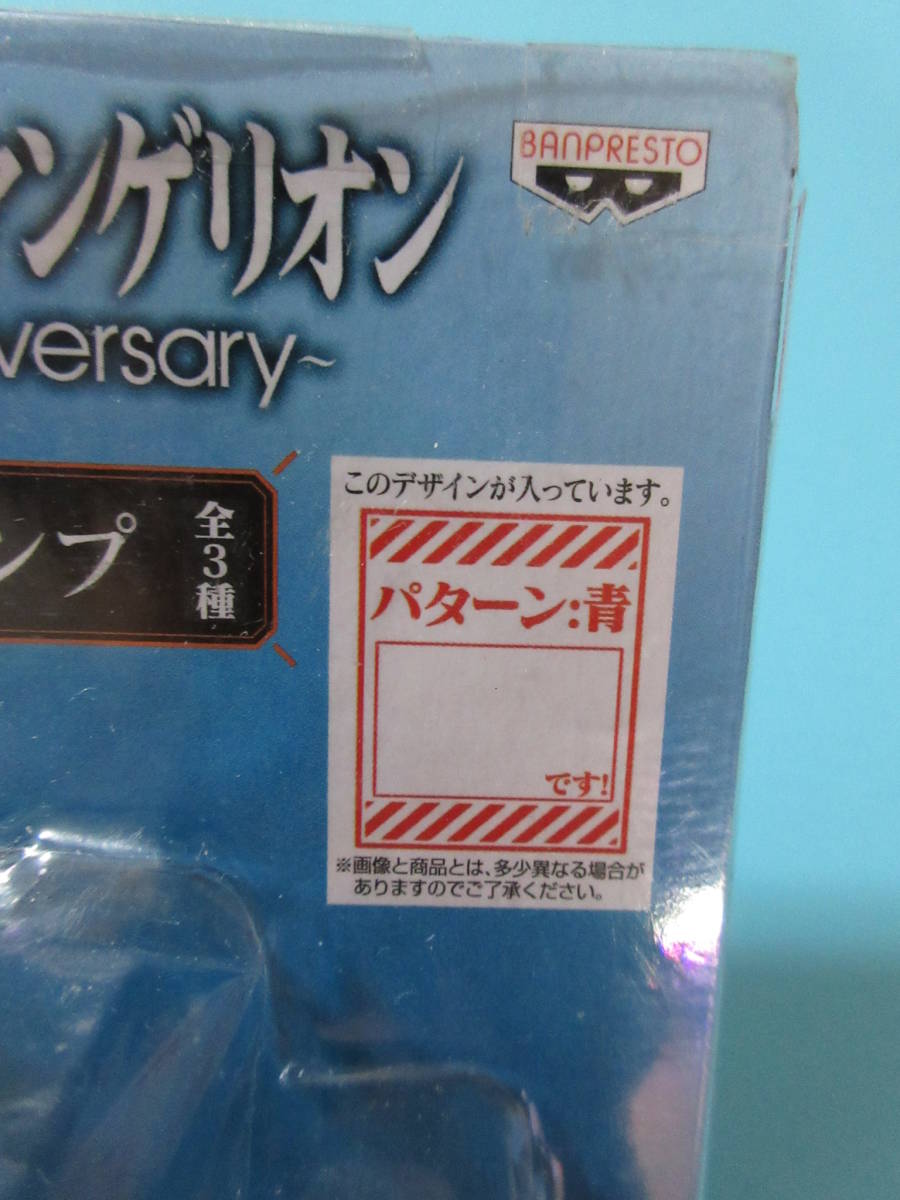 ァンゲリオン
BANPRESTO
versary~
ンプ
全3種
このデザインが入っています。
パターン:青
です!
※画像と商品とは、多少異なる場合が
ありますのでご了承ください。